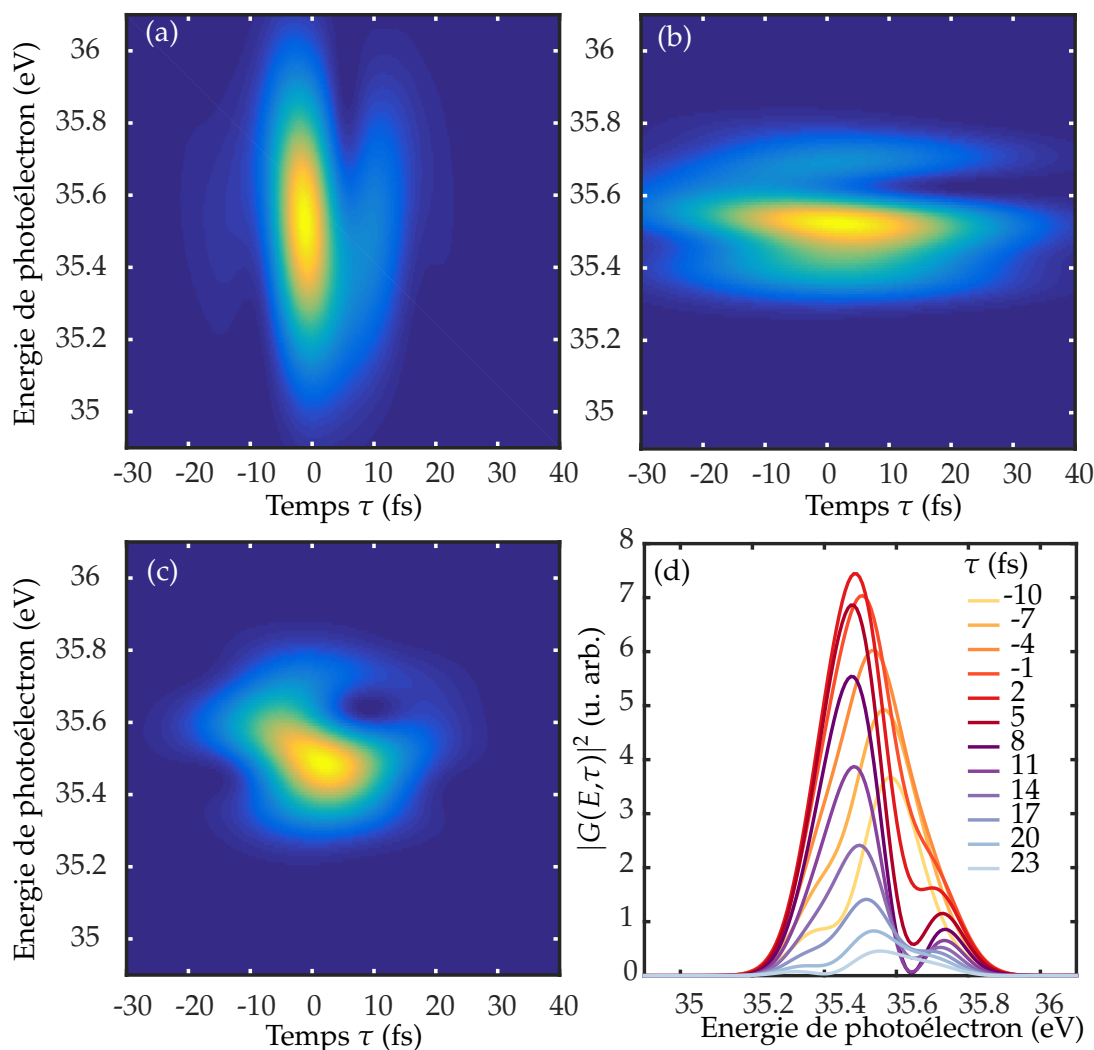 (a)
Energie de photoélectron (eV)
36
35.8
35.6
35.4
35.2
35
-30 -20 -10 0 10 20 30 40
Temps τ (fs)
(b)
36
35.8
35.6
35.4
35.2
35
-30 -20 -10 0 10 20 30 40
Temps τ (fs)
(c)
Energie de photoélectron (eV)
36
35.8
35.6
35.4
35.2
35
-30 -20 -10 0 10 20 30 40
Temps τ (fs)
(d)
|G(E,τ)|² (u. arb.)
8
7
6
5
4
3
2
1
0
τ (fs)
-10
-7
-4
-1
2
5
8
11
14
17
20
23
35 35.2 35.4 35.6 35.8 36
Energie de photoélectron (eV)